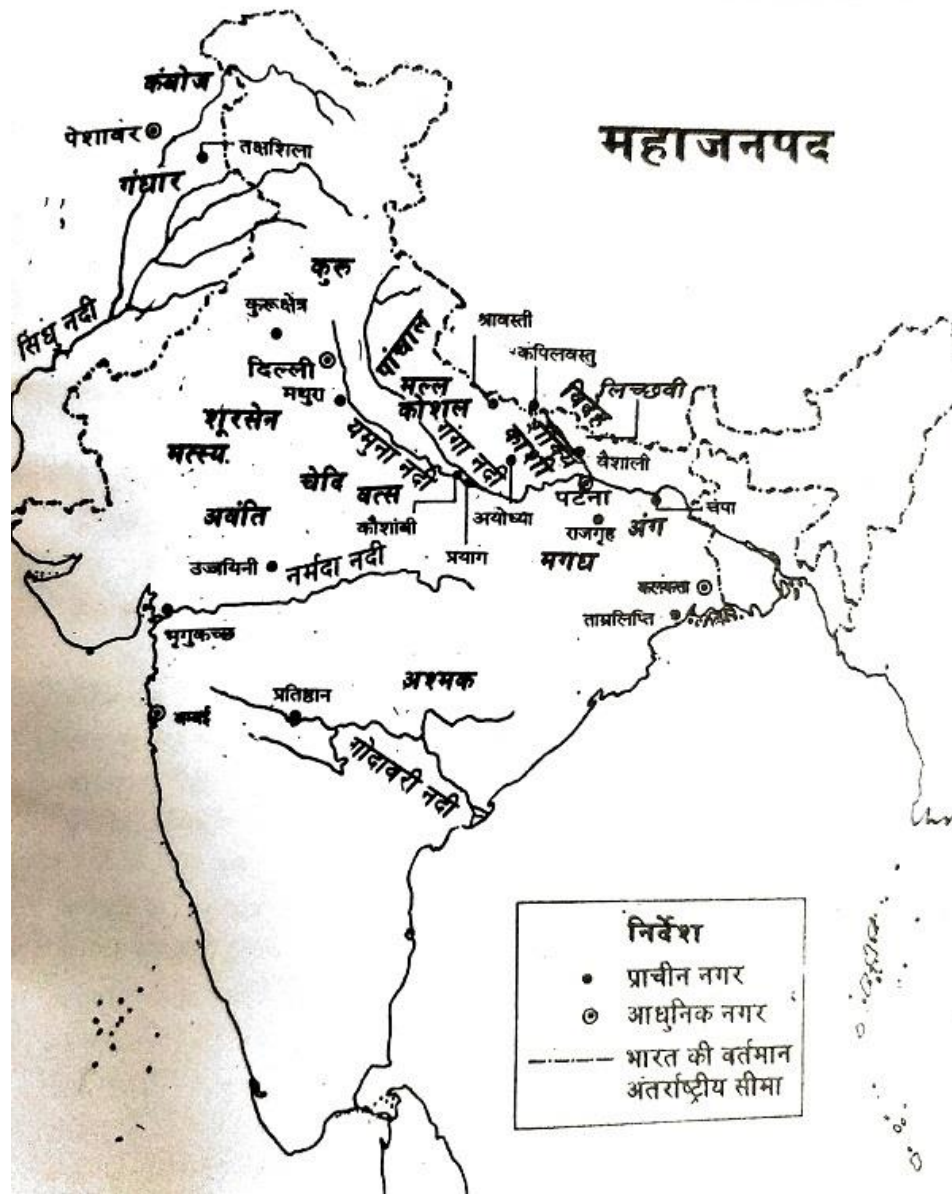 महाजनपद
कंबोज
पेशावर
तक्षशिला
गंधार
कुरु
सिंधु नदी
कुरूक्षेत्र
श्रावस्ती
पांचाल
कपिलवस्तु
दिल्ली
मल्ल
मथुरा
विदेह
लिच्छवी
कोशल
शूरसेन
गंगा नदी
काशी
शाक्य
मत्स्य
यमुना नदी
वैशाली
चेदि
वत्स
पटना
चंपा
अवंति
कौशांबी
अयोध्या
राजगृह
अंग
प्रयाग
मगध
उज्जयिनी
नर्मदा नदी
कलकत्ता
ताम्रलिप्ति
भृगुकच्छ
अश्मक
प्रतिष्ठान
बम्बई
गोदावरी नदी
निर्देश
प्राचीन नगर
आधुनिक नगर
भारत की वर्तमान
अंतर्राष्ट्रीय सीमा